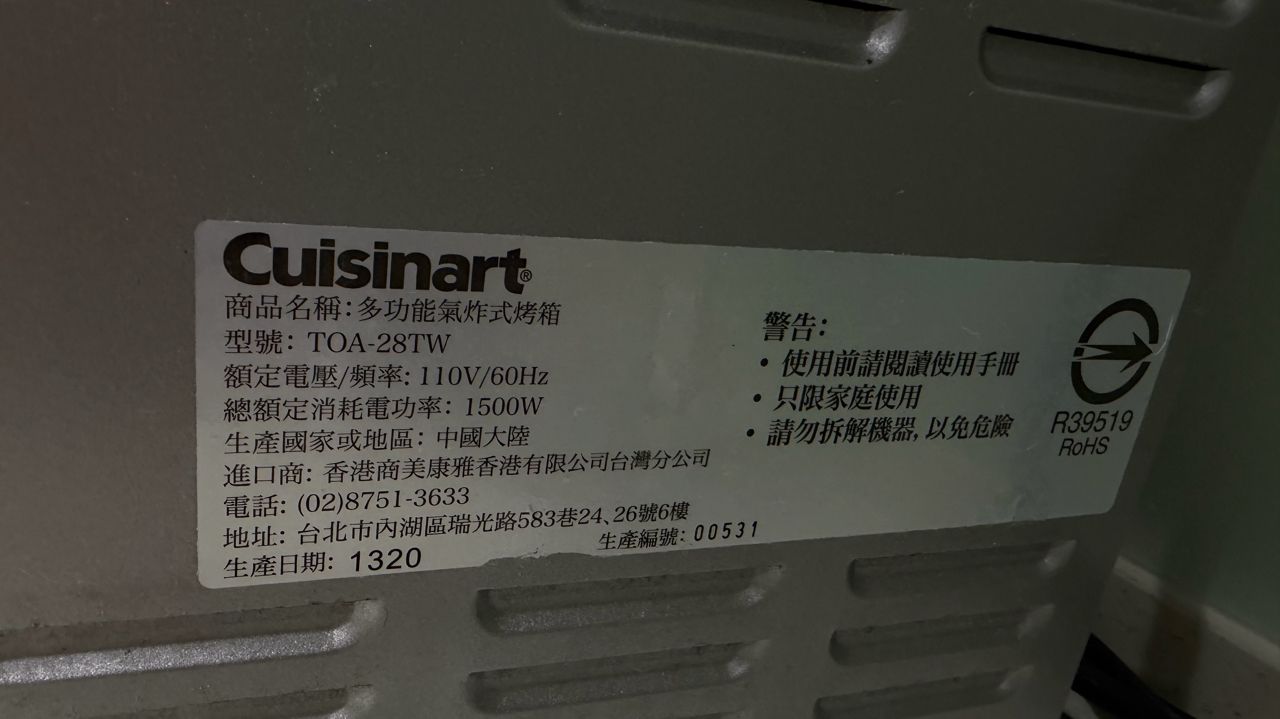 Cuisinart®
商品名稱：多功能氣炸式烤箱
型號：TOA-28TW
額定電壓/頻率: 110V/60Hz
總額定消耗電功率：1500W
生產國家或地區：中國大陸
進口商: 香港商美康雅香港有限公司台灣分公司
電話: (02)8751-3633
地址: 台北市內湖區瑞光路583巷24、26號6樓
生產日期: 1320
生產編號: 00531
警告：
• 使用前請閱讀使用手冊
• 只限家庭使用
• 請勿拆解機器, 以免危險
R39519
RoHS